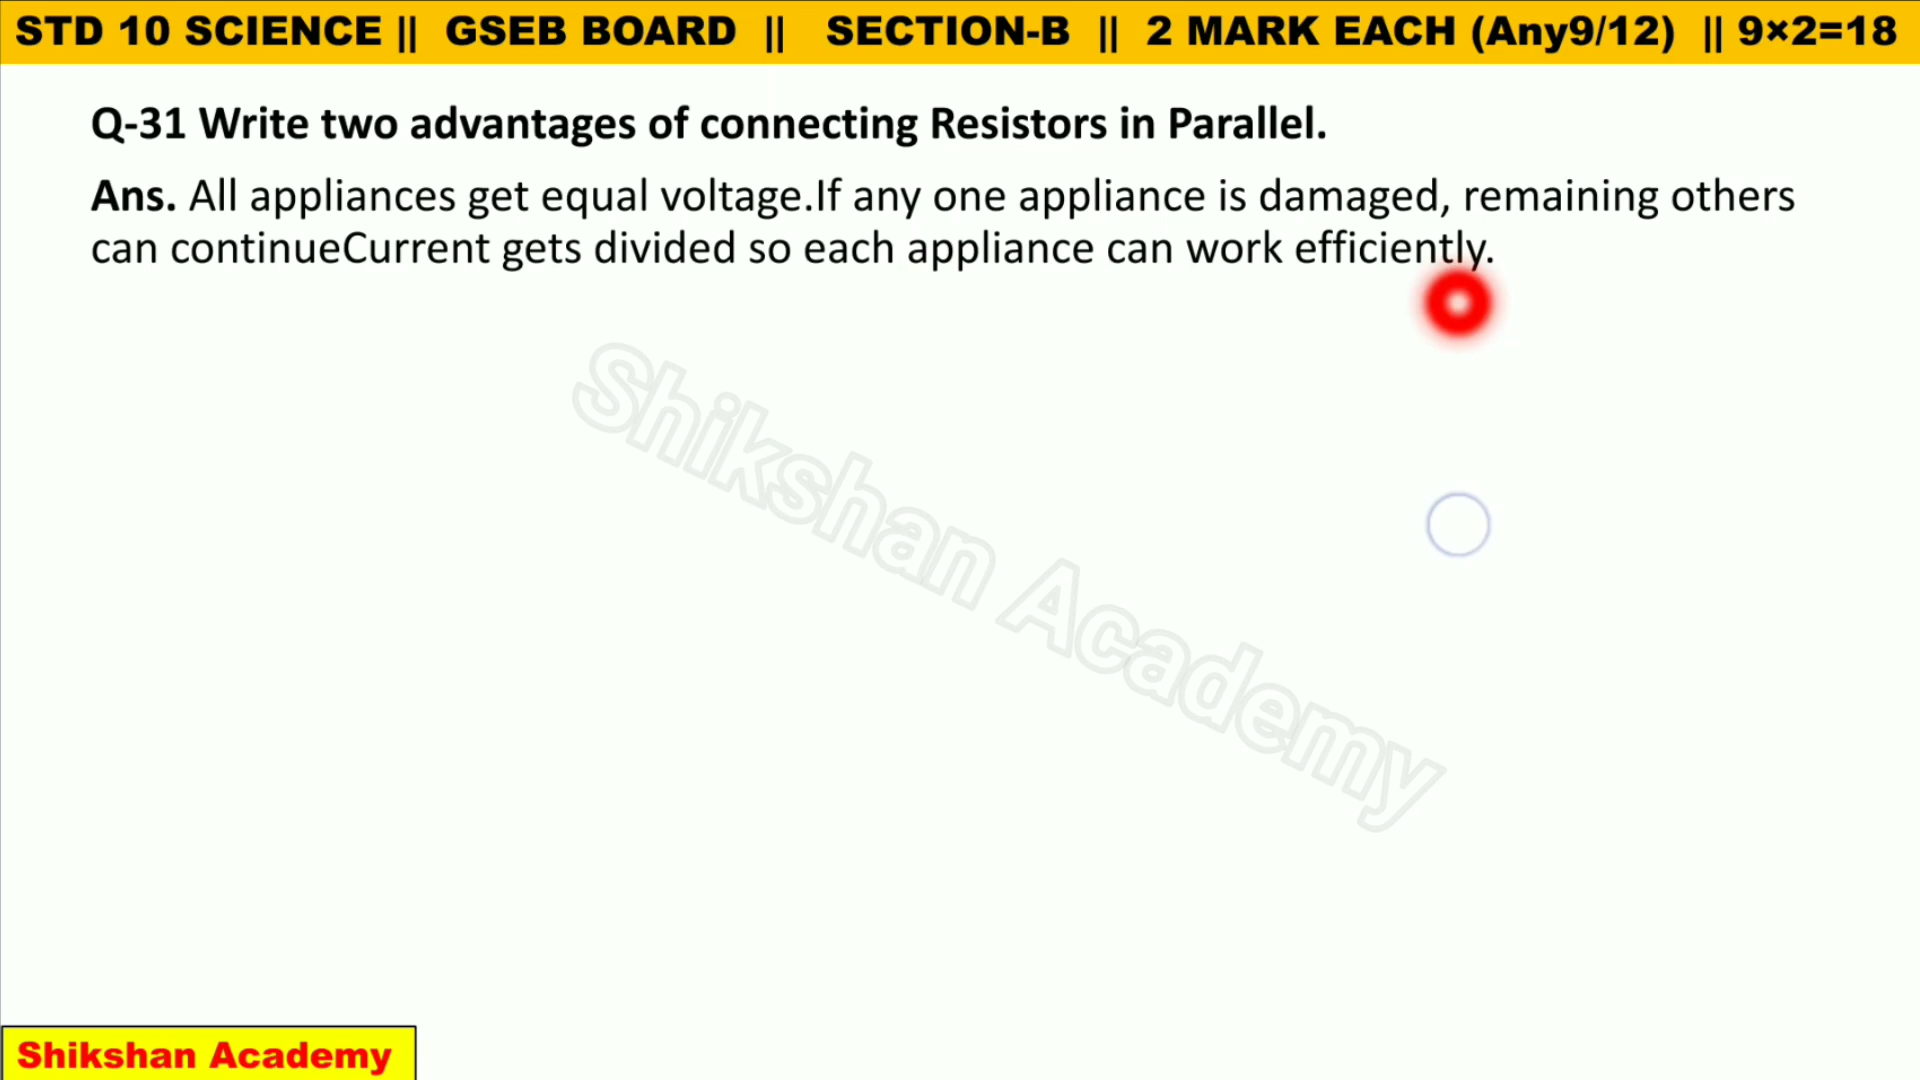 STD 10 SCIENCE || GSEB BOARD || SECTION-B || 2 MARK EACH (Any9/12) || 9×2=18
Q-31 Write two advantages of connecting Resistors in Parallel.
Ans. All appliances get equal voltage.If any one appliance is damaged, remaining others
can continueCurrent gets divided so each appliance can work efficiently.
Shikshan Academy
Shikshan Academy